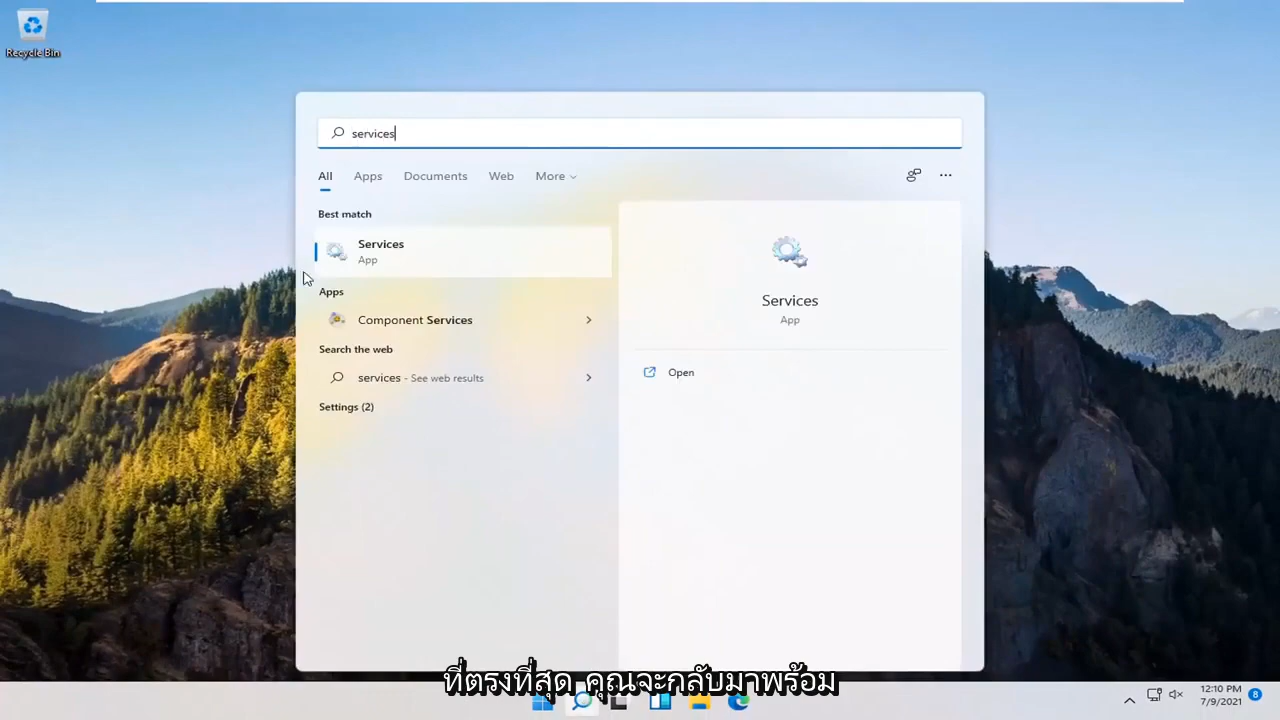 Recycle Bin
services
All Apps Documents Web More
Best match
Services
App
Apps
Component Services
Search the web
services - See web results
Settings (2)
Services
App
Open
ที่ตรงที่สุด คุณจะกลับมาพร้อม
12:10 PM
7/9/2021
8